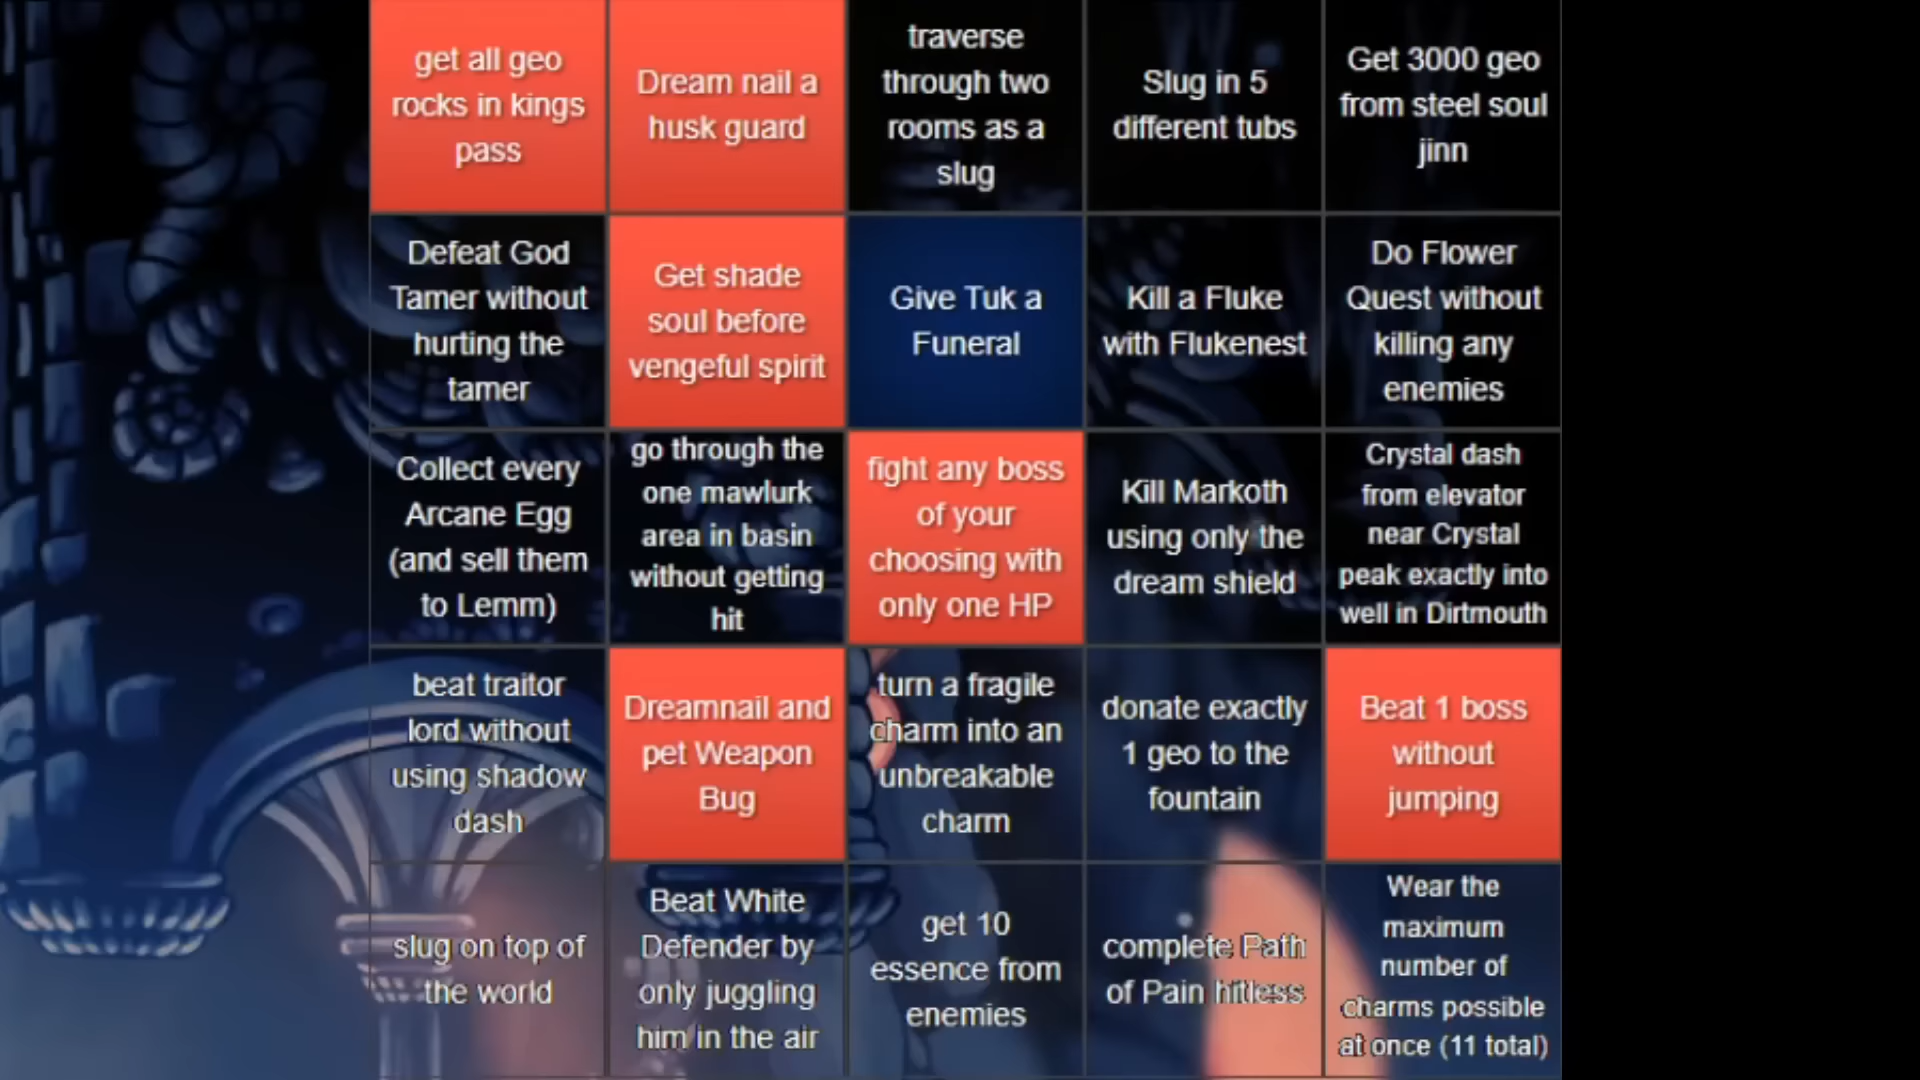 get all geo
rocks in kings
pass
Dream nail a
husk guard
traverse
through two
rooms as a
slug
Slug in 5
different tubs
Get 3000 geo
from steel soul
jinn
Defeat God
Tamer without
hurting the
tamer
Get shade
soul before
vengeful spirit
Give Tuk a
Funeral
Kill a Fluke
with Flukenest
Do Flower
Quest without
killing any
enemies
Collect every
Arcane Egg
(and sell them
to Lemm)
go through the
one mawlurk
area in basin
without getting
hit
fight any boss
of your
choosing with
only one HP
Kill Markoth
using only the
dream shield
Crystal dash
from elevator
near Crystal
peak exactly into
well in Dirtmouth
beat traitor
lord without
using shadow
dash
Dreamnail and
pet Weapon
Bug
turn a fragile
charm into an
unbreakable
charm
donate exactly
1 geo to the
fountain
Beat 1 boss
without
jumping
slug on top of
the world
Beat White
Defender by
only juggling
him in the air
get 10
essence from
enemies
complete Path
of Pain hitless
Wear the
maximum
number of
charms possible
at once (11 total)